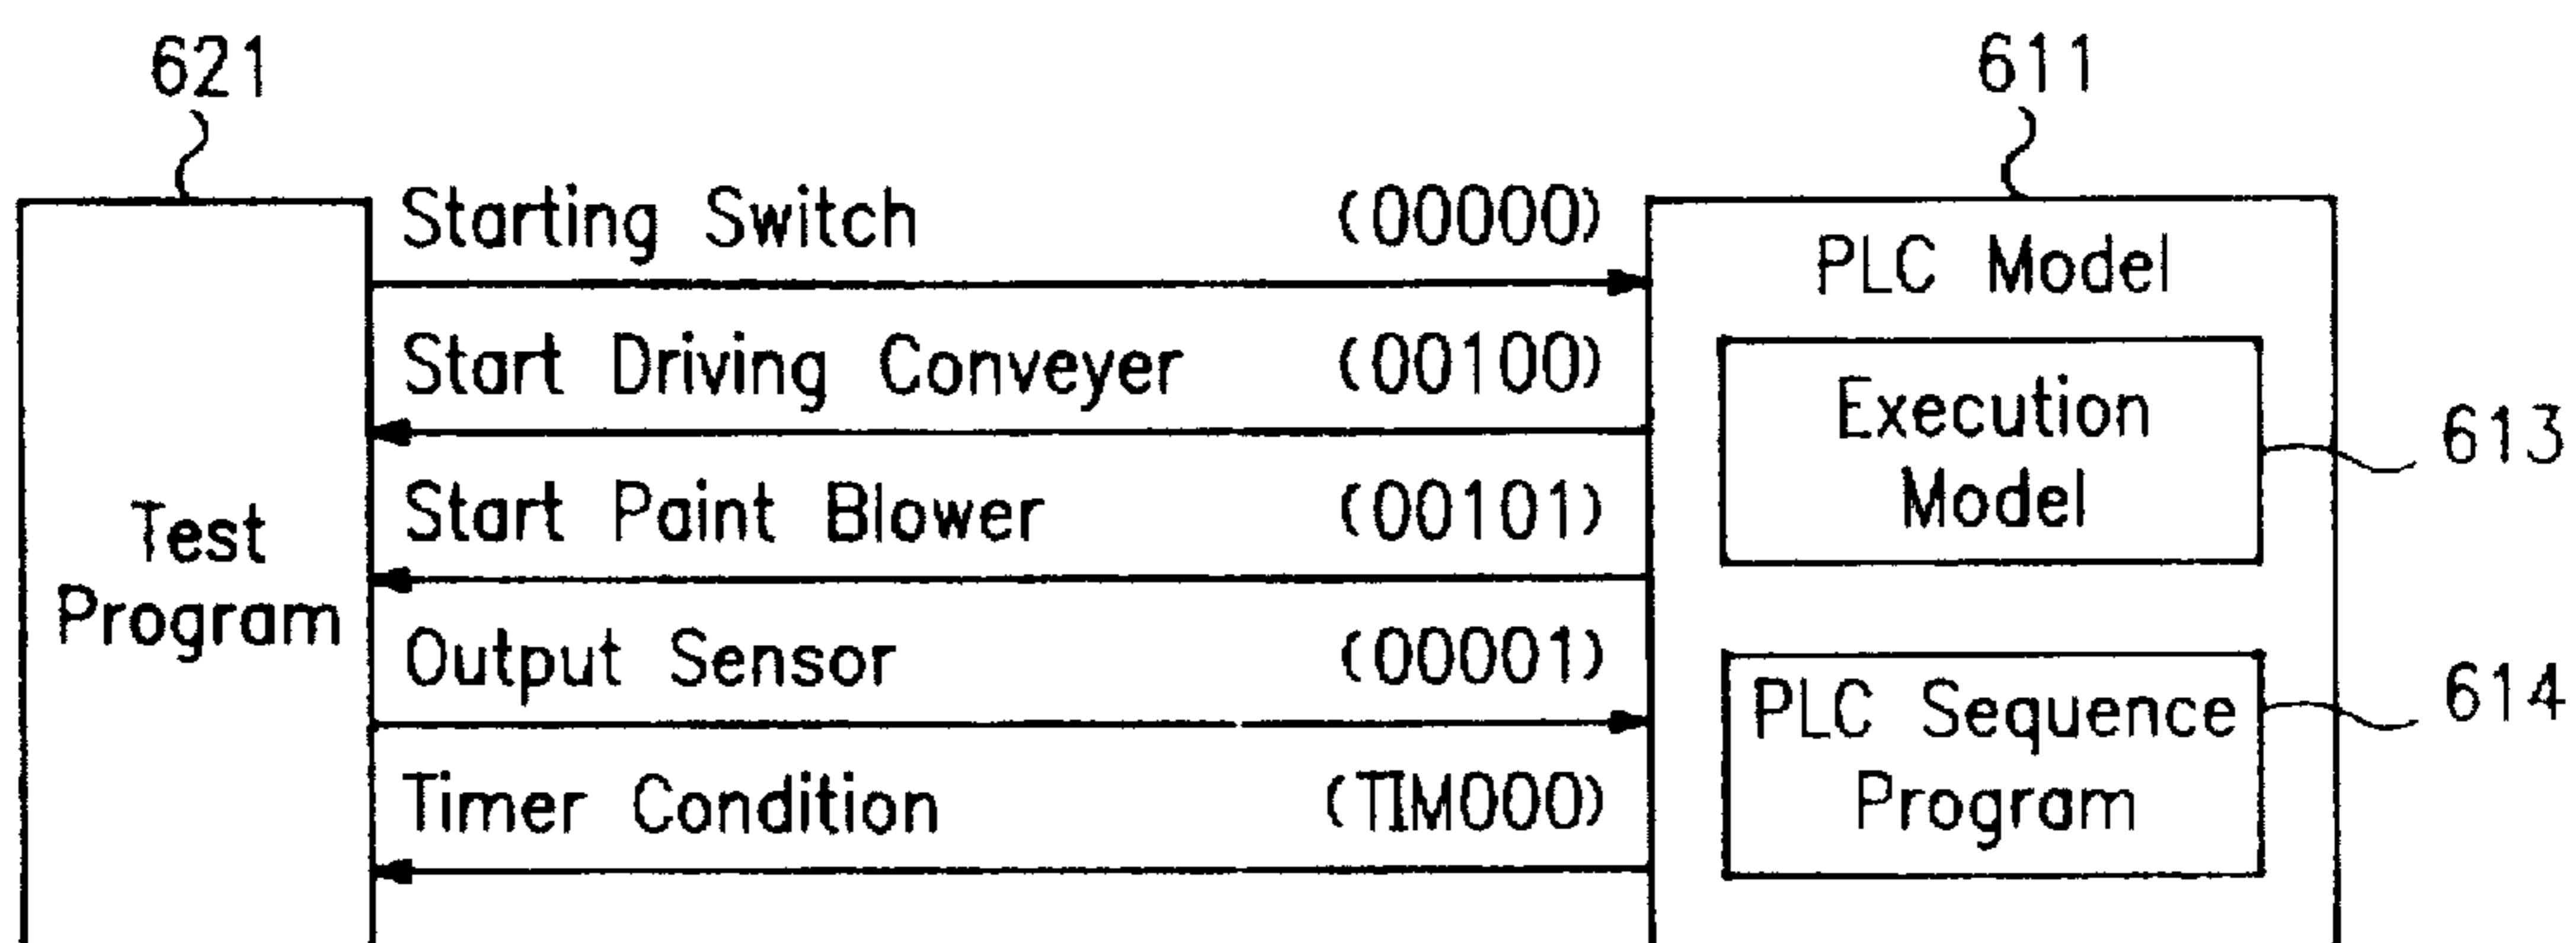 621
611
Starting Switch (00000)
PLC Model
Start Driving Conveyer (00100)
Execution
Model
613
Start Paint Blower (00101)
Test
Program
Output Sensor (00001)
PLC Sequence
Program
614
Timer Condition (TIM000)